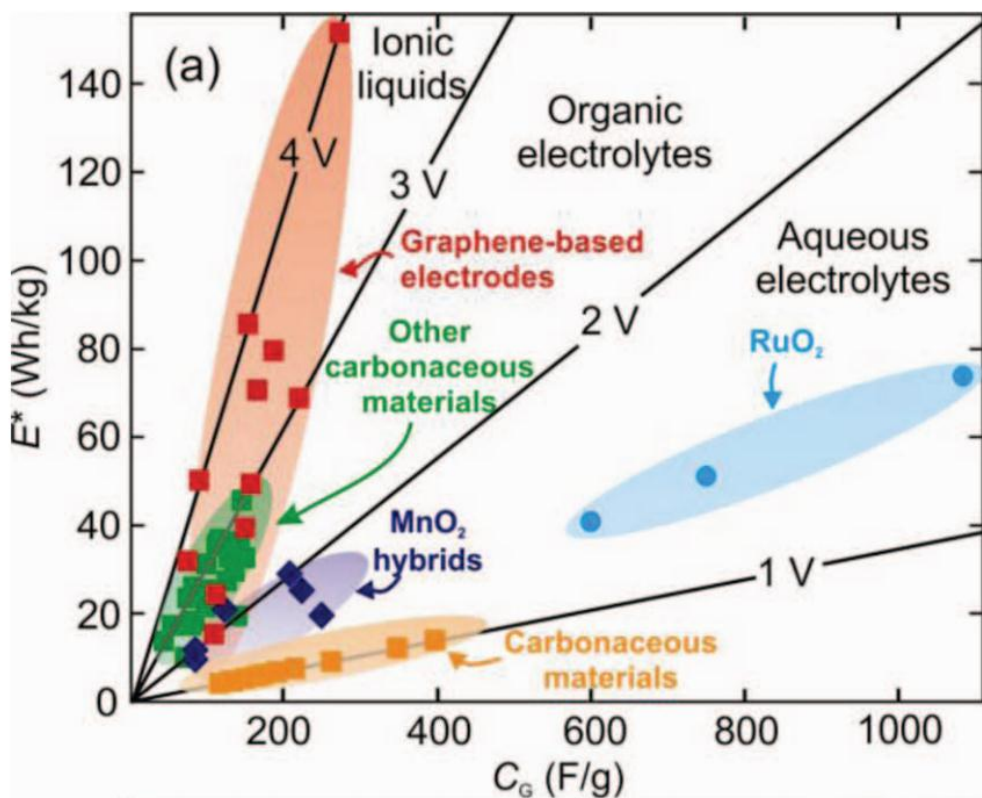 (a)
Ionic
liquids
Organic
electrolytes
Aqueous
electrolytes
4 V
3 V
2 V
1 V
Graphene-based
electrodes
Other
carbonaceous
materials
RuO₂
MnO₂
hybrids
Carbonaceous
materials
E* (Wh/kg)
140
120
100
80
60
40
20
0
200
400
600
800
1000
C_G (F/g)